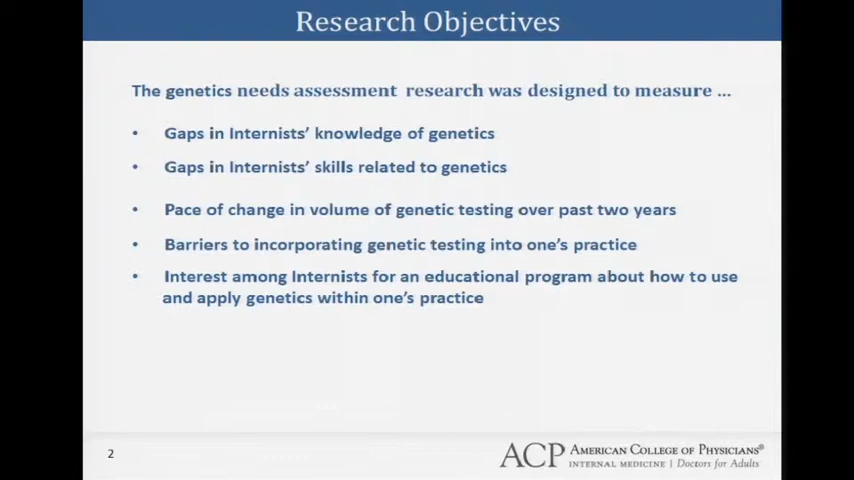 Research Objectives
The genetics needs assessment research was designed to measure ...
• Gaps in Internists' knowledge of genetics
• Gaps in Internists' skills related to genetics
• Pace of change in volume of genetic testing over past two years
• Barriers to incorporating genetic testing into one's practice
• Interest among Internists for an educational program about how to use
and apply genetics within one's practice
2
ACP AMERICAN COLLEGE OF PHYSICIANS®
INTERNAL MEDICINE | Doctors for Adults®